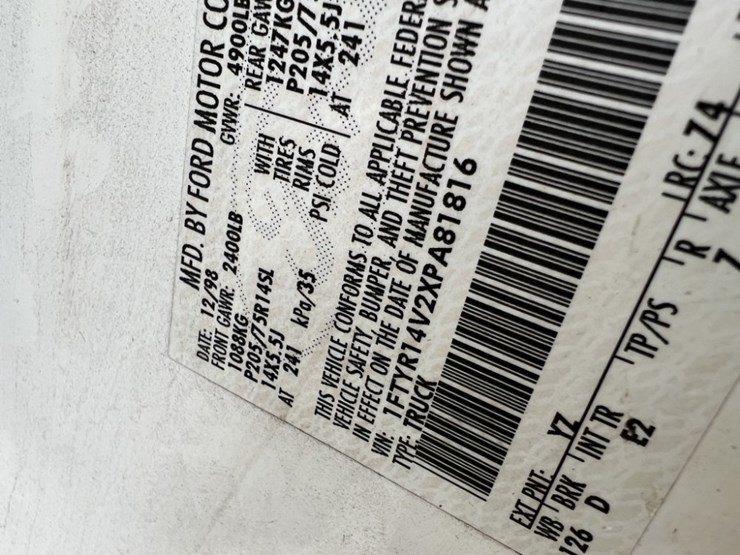 MFD. BY FORD MOTOR CO
DATE: 12/98 GVWR: 4900LB
FRONT GAWR: 2400LB REAR GAW
1088KG WITH 1247KG
P205/75R14SL TIRES P205/7
14X5.5J RIMS 14X5.5J
AT 241 kPa/35 PSI COLD AT 241
THIS VEHICLE CONFORMS TO ALL APPLICABLE FEDER
VEHICLE SAFETY, BUMPER, AND THEFT PREVENTION S
IN EFFECT ON THE DATE OF MANUFACTURE SHOWN A
VIN: 1FTYR14V2XPA81816
TYPE: TRUCK
EXT PNT: YZ RC: 74
WB BRK INT TR TP/PS R AXLE
126 D E2 7